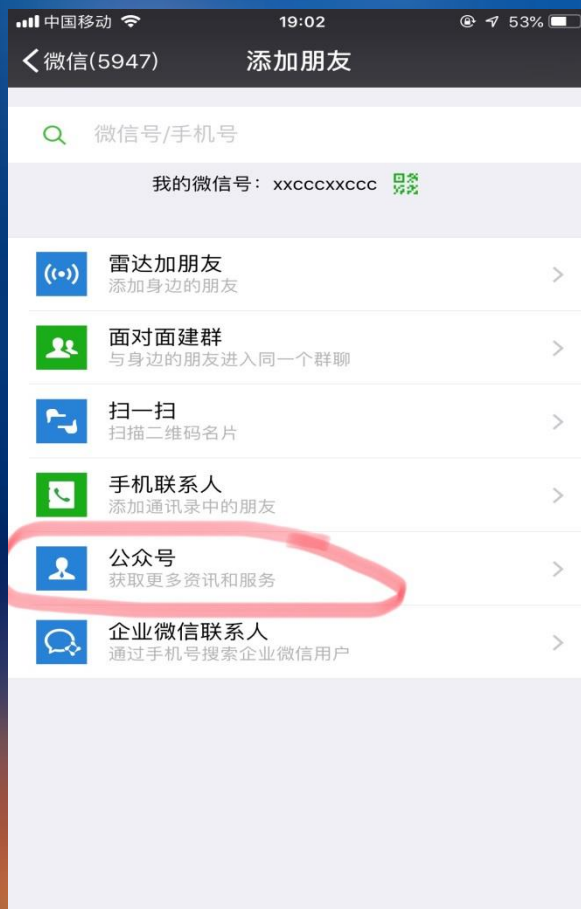 中国移动 19:02 53%
微信(5947) 添加朋友
微信号/手机号
我的微信号：xxcccxxccc
雷达加朋友
添加身边的朋友
面对面建群
与身边的朋友进入同一个群聊
扫一扫
扫描二维码名片
手机联系人
添加通讯录中的朋友
公众号
获取更多资讯和服务
企业微信联系人
通过手机号搜索企业微信用户